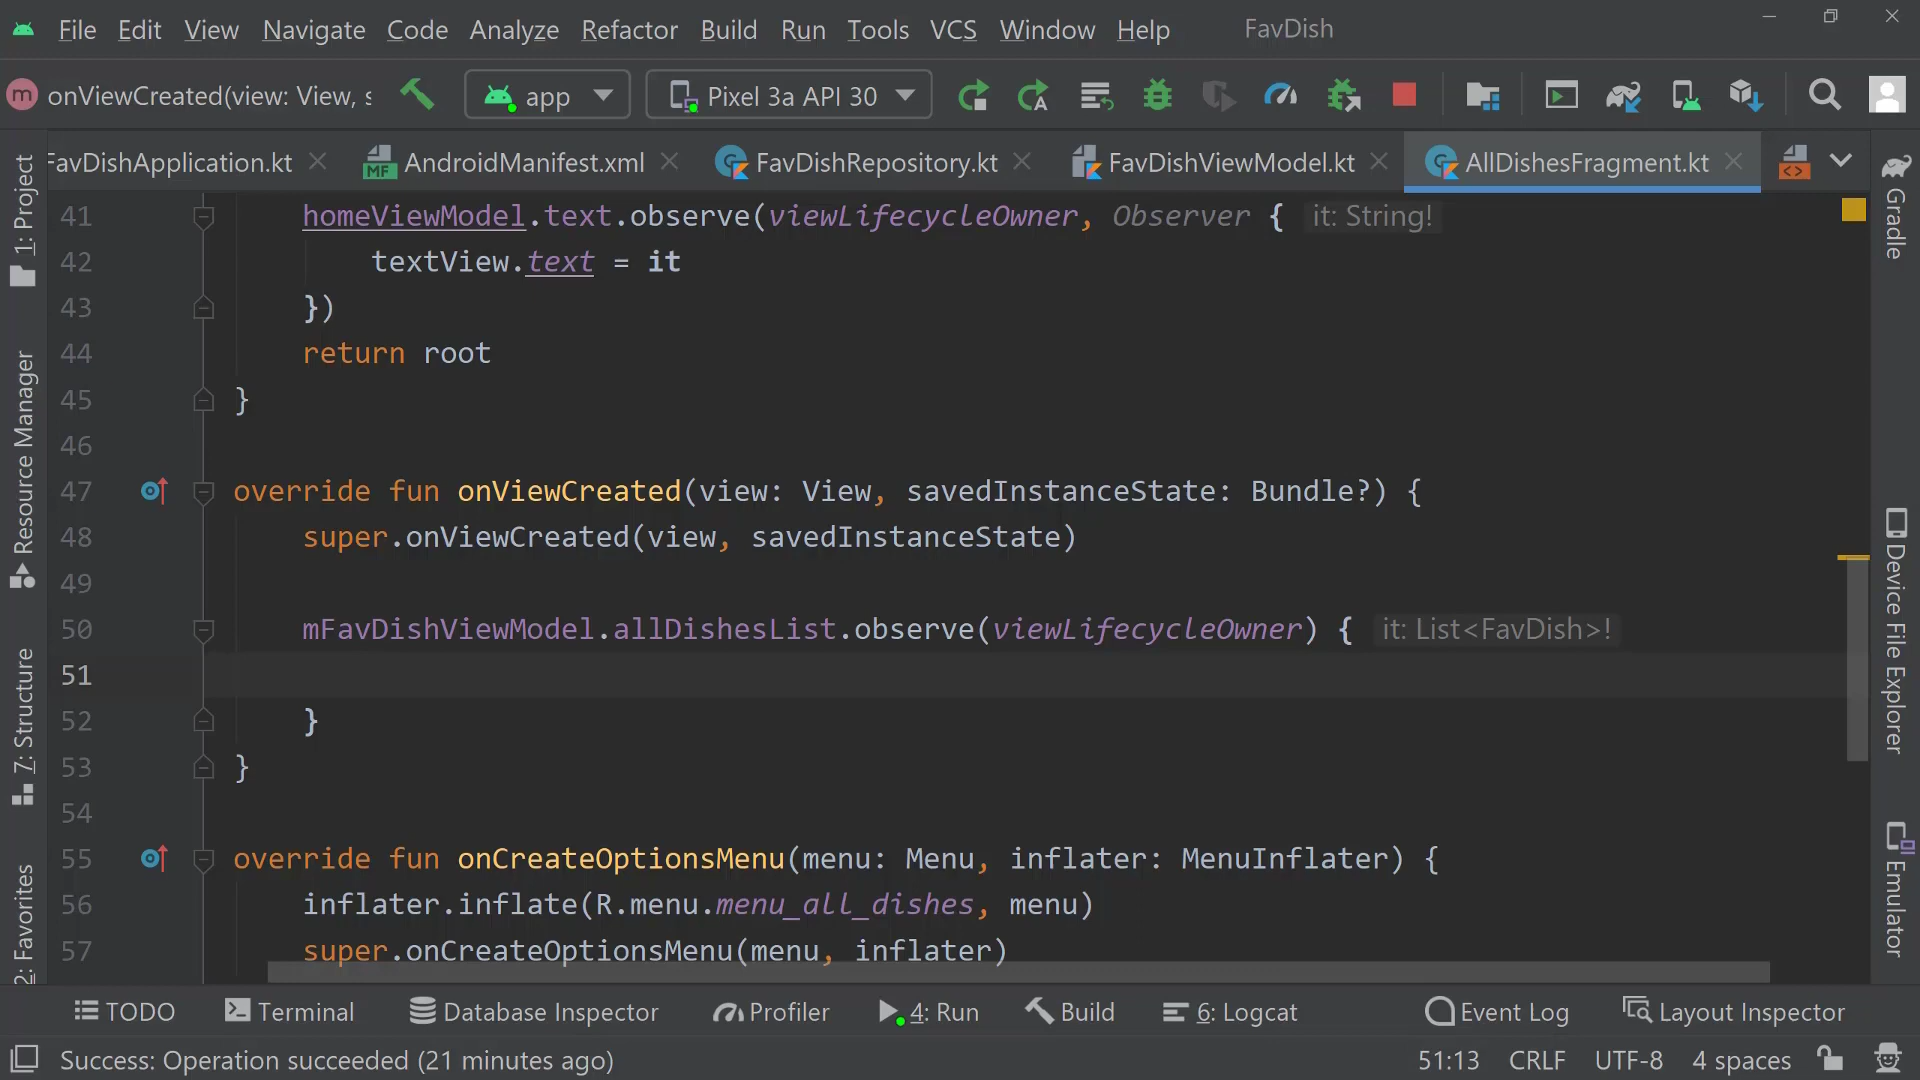 File Edit View Navigate Code Analyze Refactor Build Run Tools VCS Window Help FavDish
m onViewCreated(view: View, s app Pixel 3a API 30
FavDishApplication.kt AndroidManifest.xml FavDishRepository.kt FavDishViewModel.kt AllDishesFragment.kt
1: Project
Resource Manager
7: Structure
2: Favorites
41 homeViewModel.text.observe(viewLifecycleOwner, Observer { it: String!
42 textView.text = it
43 })
44 return root
45 }
46
47 override fun onViewCreated(view: View, savedInstanceState: Bundle?) {
48 super.onViewCreated(view, savedInstanceState)
49
50 mFavDishViewModel.allDishesList.observe(viewLifecycleOwner) { it: List<FavDish>!
51
52 }
53 }
54
55 override fun onCreateOptionsMenu(menu: Menu, inflater: MenuInflater) {
56 inflater.inflate(R.menu.menu_all_dishes, menu)
57 super.onCreateOptionsMenu(menu, inflater)
Gradle
Device File Explorer
Emulator
TODO Terminal Database Inspector Profiler 4: Run Build 6: Logcat Event Log Layout Inspector
Success: Operation succeeded (21 minutes ago) 51:13 CRLF UTF-8 4 spaces